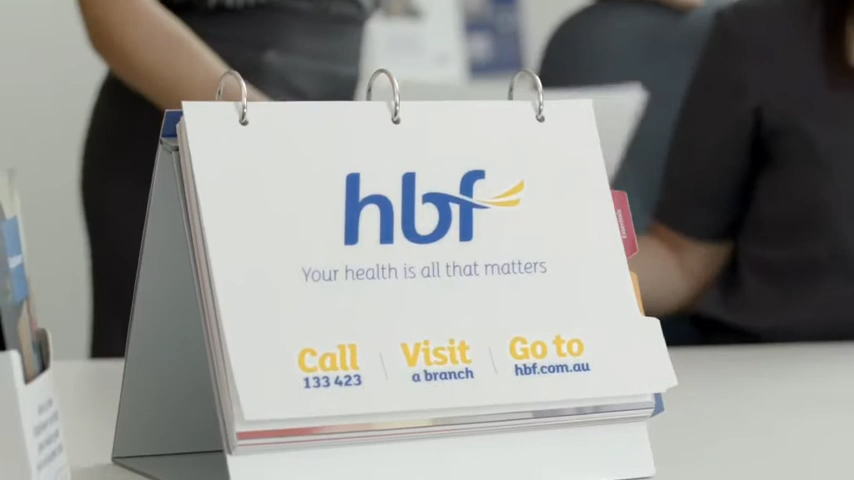 hbf
Your health is all that matters
Call
133 423
Visit
a branch
Go to
hbf.com.au